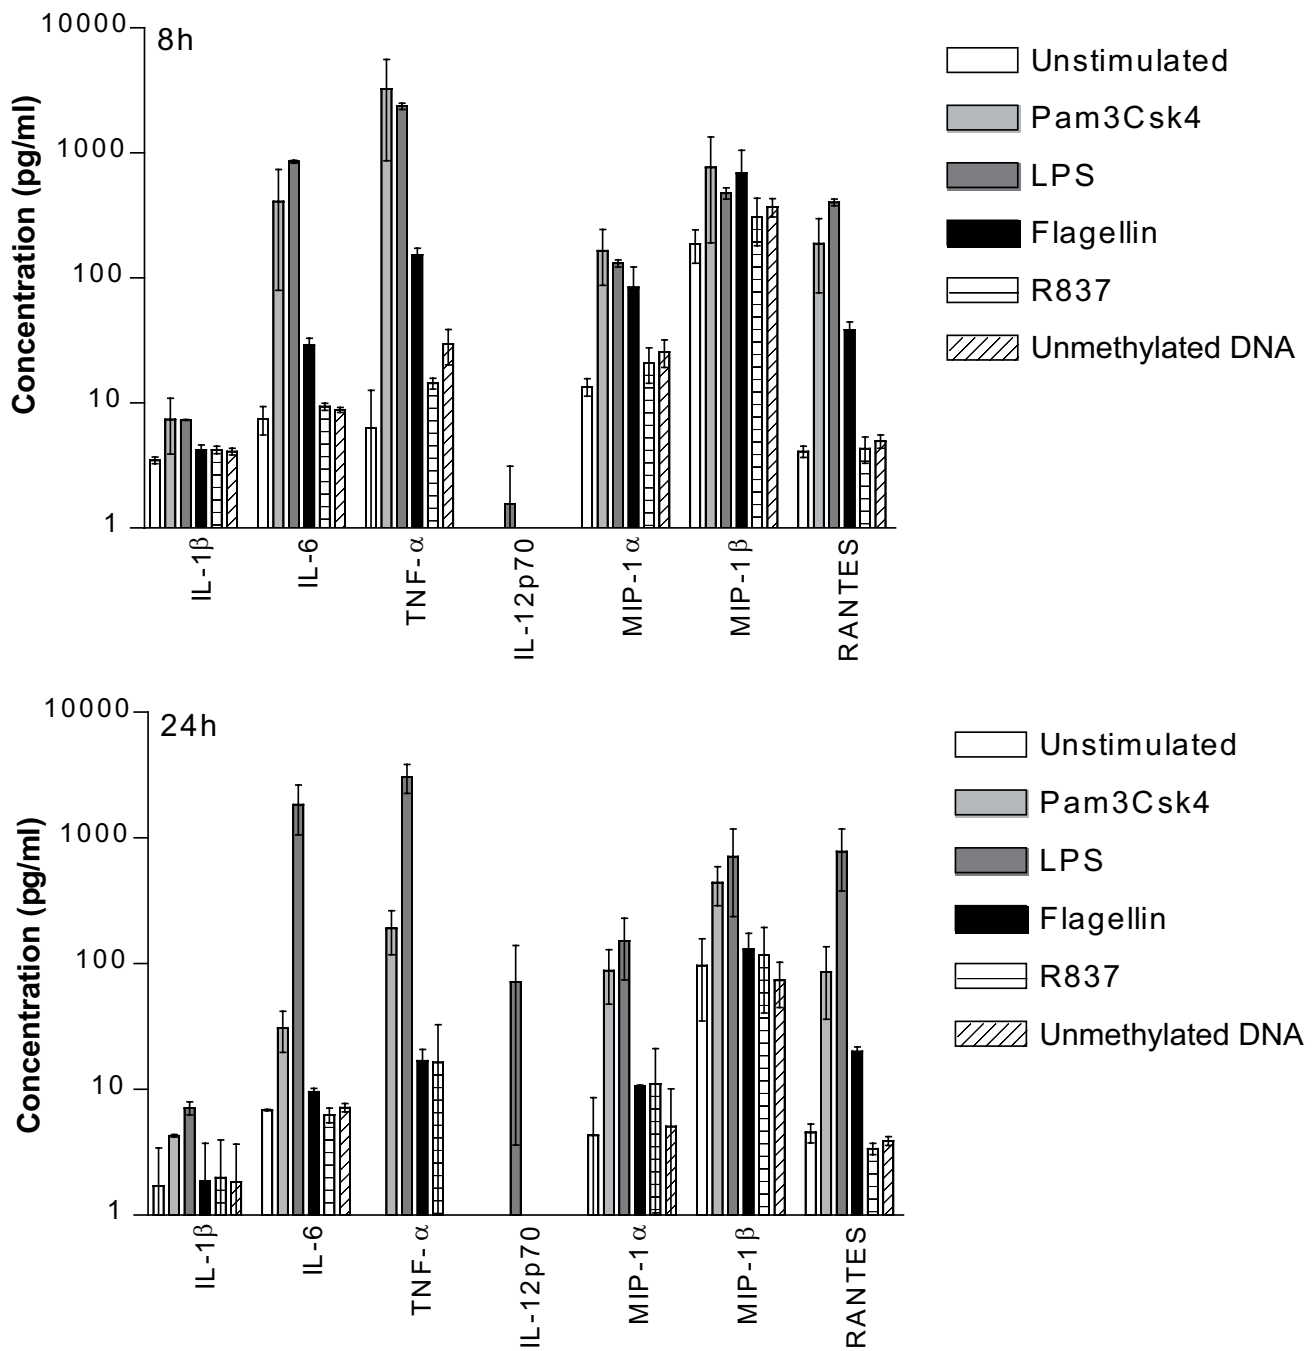 10000
8h
1000
100
10
1
Concentration (pg/ml)
IL-1β
IL-6
TNF-α
IL-12p70
MIP-1α
MIP-1β
RANTES
Unstimulated
Pam3Csk4
LPS
Flagellin
R837
Unmethylated DNA
10000
24h
1000
100
10
1
Concentration (pg/ml)
IL-1β
IL-6
TNF-α
IL-12p70
MIP-1α
MIP-1β
RANTES
Unstimulated
Pam3Csk4
LPS
Flagellin
R837
Unmethylated DNA